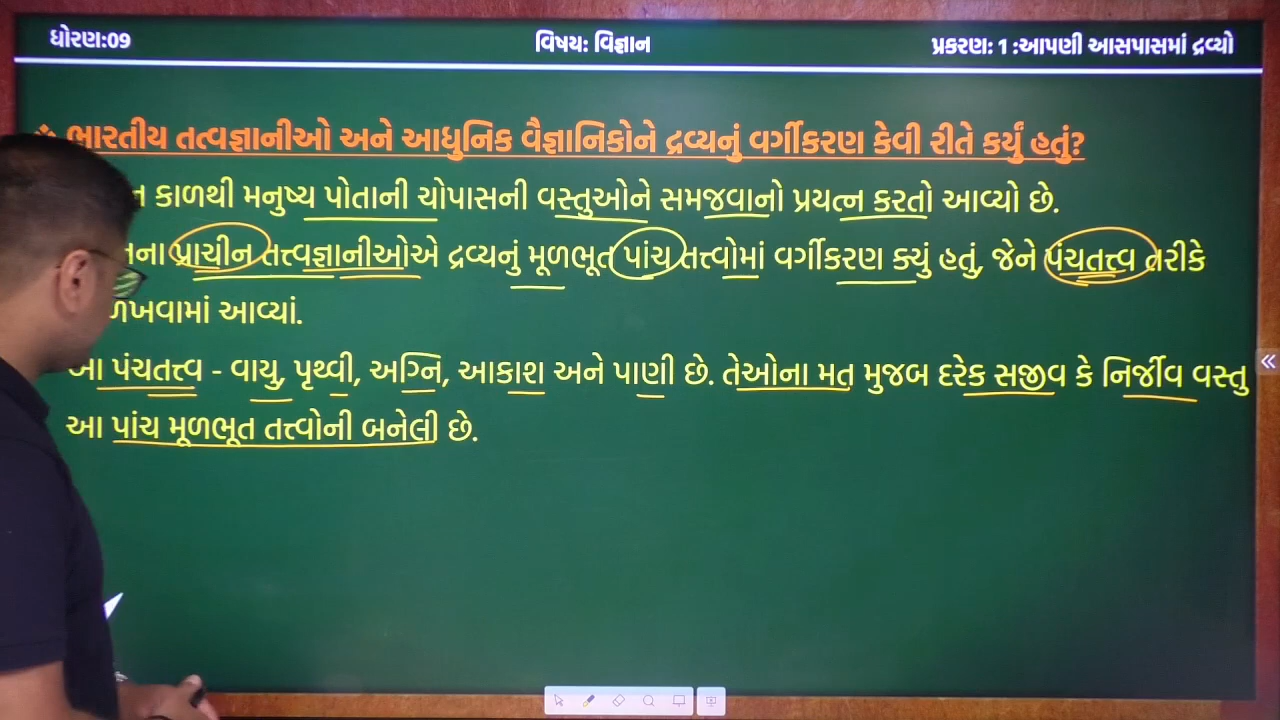 ધોરણ:09
વિષય: વિજ્ઞાન
પ્રકરણ: 1 :આપણી આસપાસમાં દ્રવ્યો
ભારતીય તત્વજ્ઞાનીઓ અને આધુનિક વૈજ્ઞાનિકોને દ્રવ્યનું વર્ગીકરણ કેવી રીતે કર્યું હતું?
કાળથી મનુષ્ય પોતાની ચોપાસની વસ્તુઓને સમજવાનો પ્રયત્ન કરતો આવ્યો છે.
પ્રાચીન તત્ત્વજ્ઞાનીઓએ દ્રવ્યનું મૂળભૂત પાંચ તત્ત્વોમાં વર્ગીકરણ ક્યું હતું, જેને પંચતત્ત્વ તરીકે
આવ્યાં.
આ પંચતત્ત્વ - વાયુ, પૃથ્વી, અગ્નિ, આકાશ અને પાણી છે. તેઓના મત મુજબ દરેક સજીવ કે નિર્જીવ વસ્તુ
આ પાંચ મૂળભૂત તત્ત્વોની બનેલી છે.